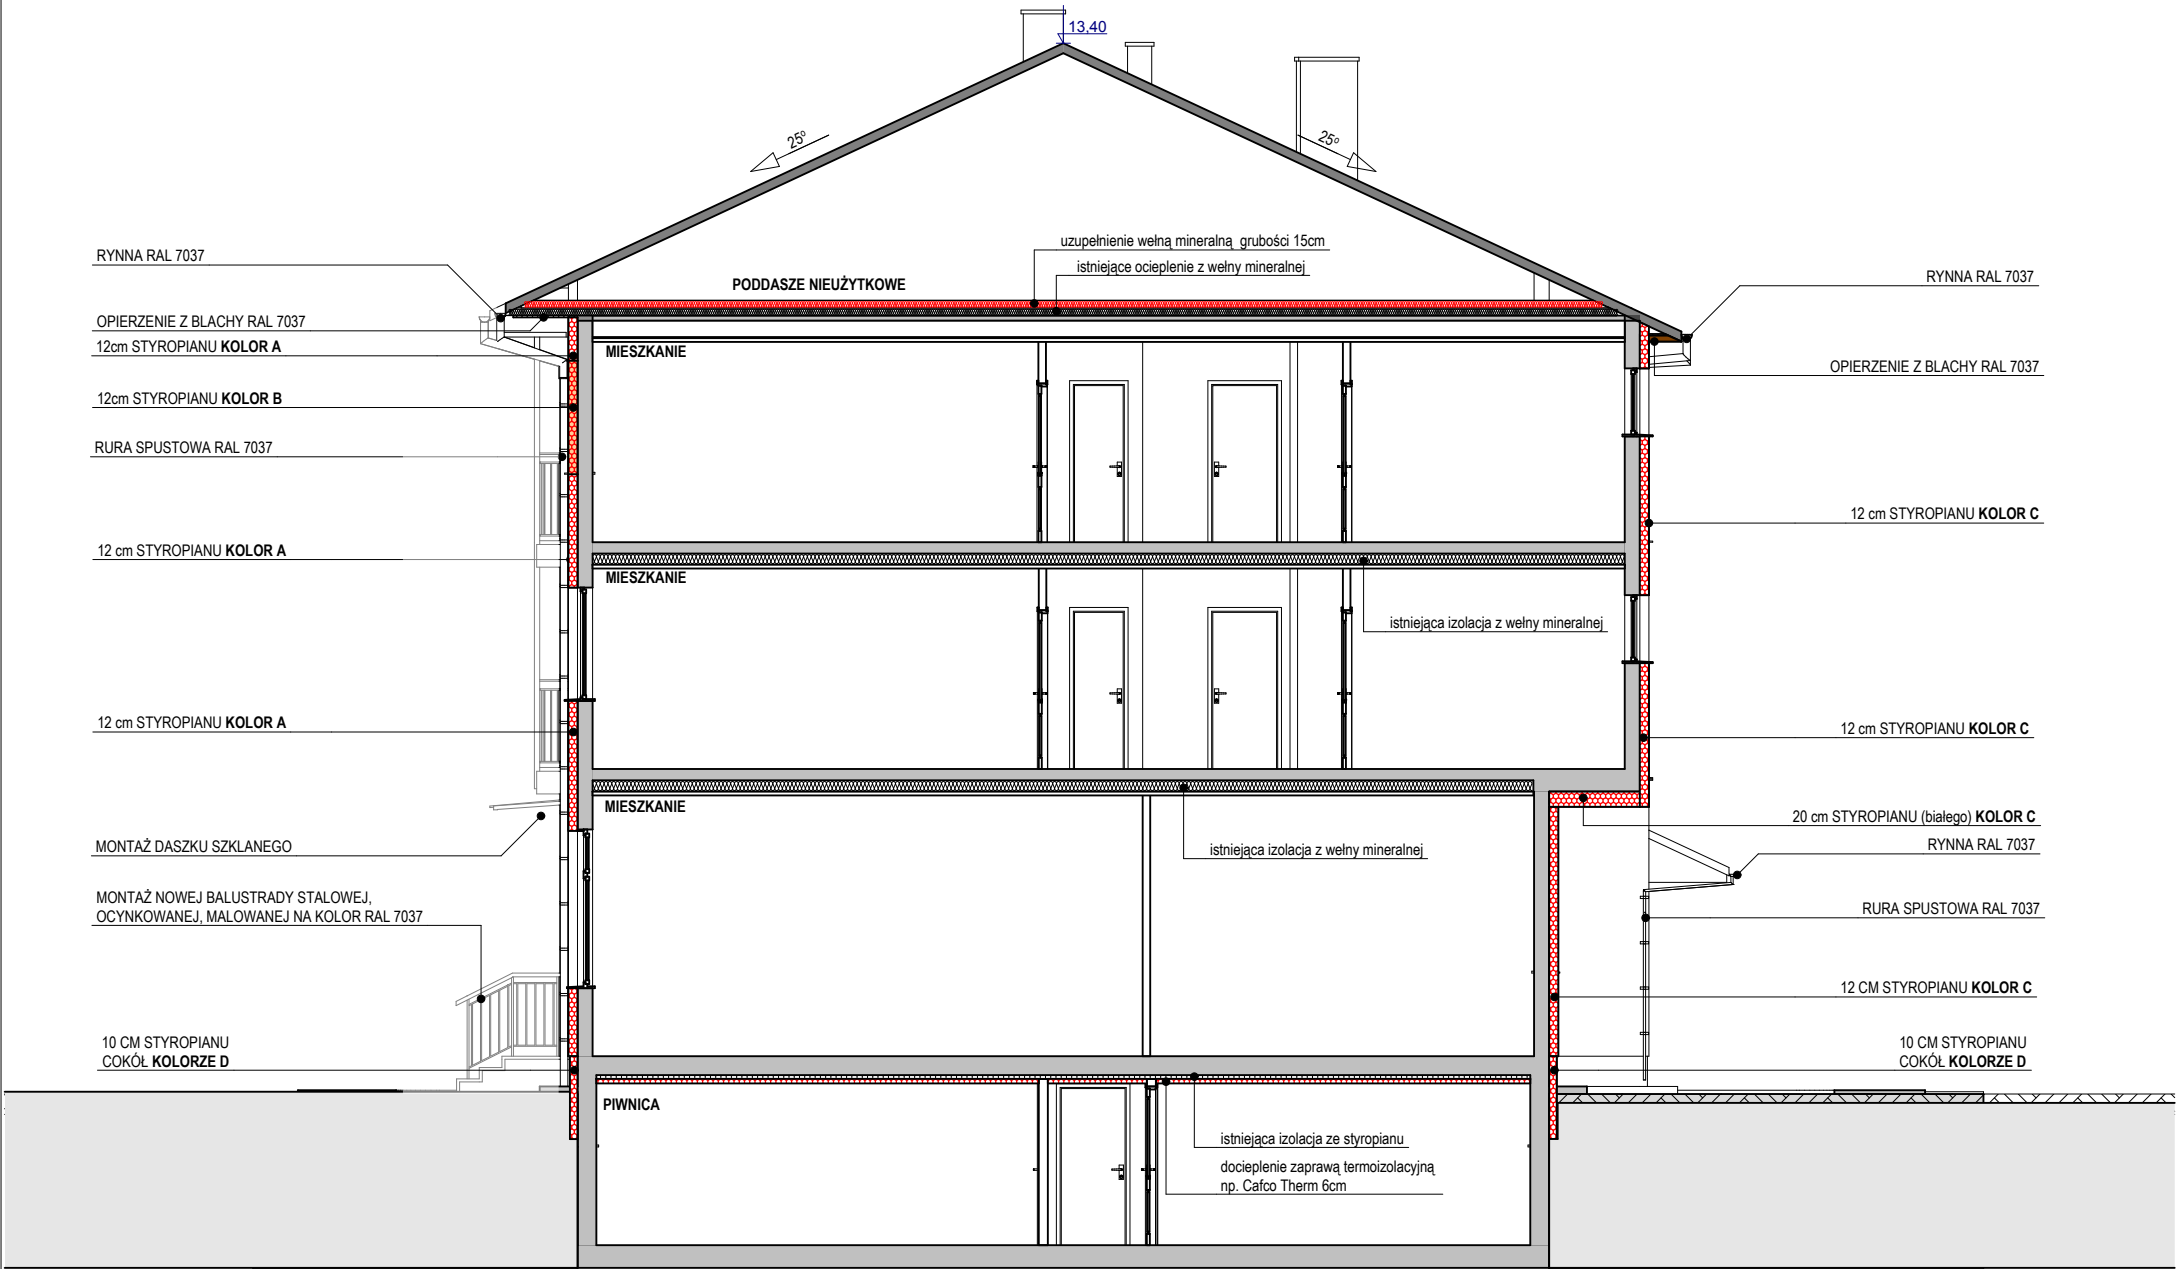 13,40
25º
25º
uzupełnienie wełną mineralną grubości 15cm
istniejące ocieplenie z wełny mineralnej
PODDASZE NIEUŻYTKOWE
RYNNA RAL 7037
OPIERZENIE Z BLACHY RAL 7037
12cm STYROPIANU KOLOR A
12cm STYROPIANU KOLOR B
RURA SPUSTOWA RAL 7037
12 cm STYROPIANU KOLOR A
12 cm STYROPIANU KOLOR A
MONTAŻ DASZKU SZKLANEGO
MONTAŻ NOWEJ BALUSTRADY STALOWEJ,
OCYNKOWANEJ, MALOWANEJ NA KOLOR RAL 7037
10 CM STYROPIANU
COKÓŁ KOLORZE D
MIESZKANIE
MIESZKANIE
istniejąca izolacja z wełny mineralnej
MIESZKANIE
istniejąca izolacja z wełny mineralnej
PIWNICA
istniejąca izolacja ze styropianu
docieplenie zaprawą termoizolacyjną
np. Cafco Therm 6cm
RYNNA RAL 7037
OPIERZENIE Z BLACHY RAL 7037
12 cm STYROPIANU KOLOR C
12 cm STYROPIANU KOLOR C
20 cm STYROPIANU (białego) KOLOR C
RYNNA RAL 7037
RURA SPUSTOWA RAL 7037
12 CM STYROPIANU KOLOR C
10 CM STYROPIANU
COKÓŁ KOLORZE D